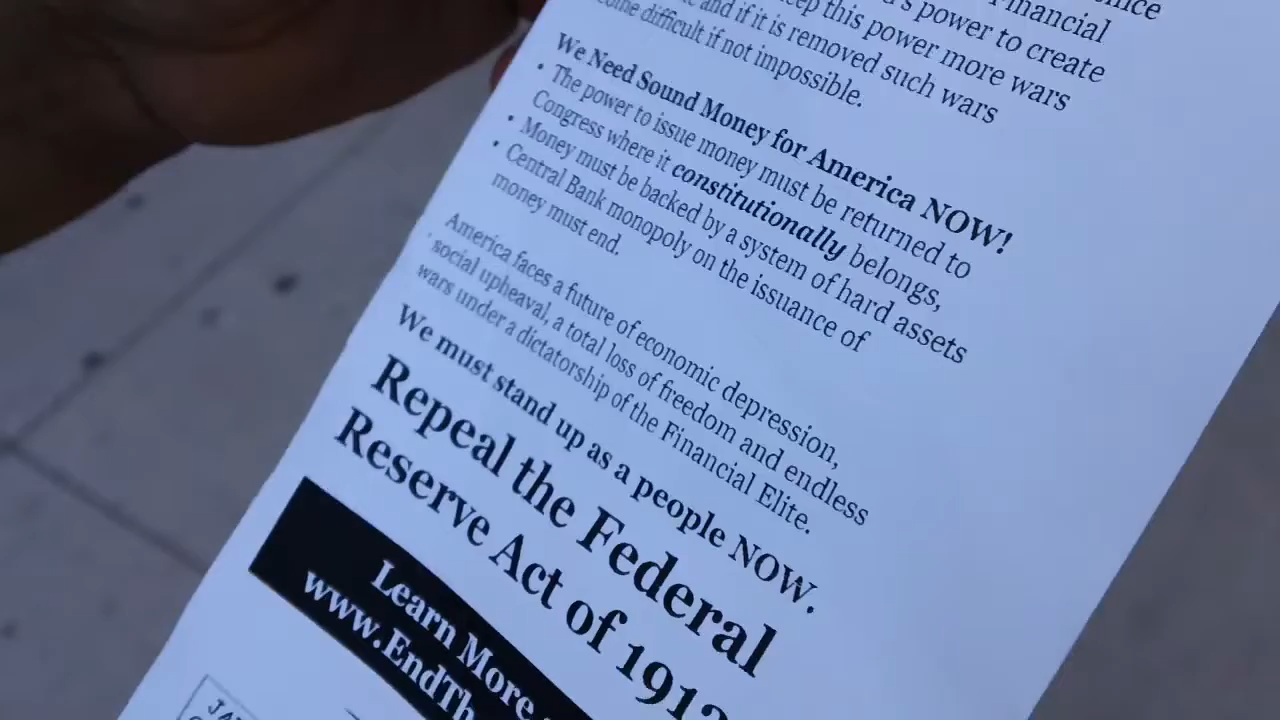 Financial
's power to create
eep this power more wars
and if it is removed such wars
come difficult if not impossible.
We Need Sound Money for America NOW!
• The power to issue money must be returned to
Congress where it constitutionally belongs,
• Money must be backed by a system of hard assets
• Central Bank monopoly on the issuance of
money must end.
America faces a future of economic depression,
social upheaval, a total loss of freedom and endless
wars under a dictatorship of the Financial Elite.
We must stand up as a people NOW.
Repeal the Federal
Reserve Act of 1913
Learn More
www.EndTh